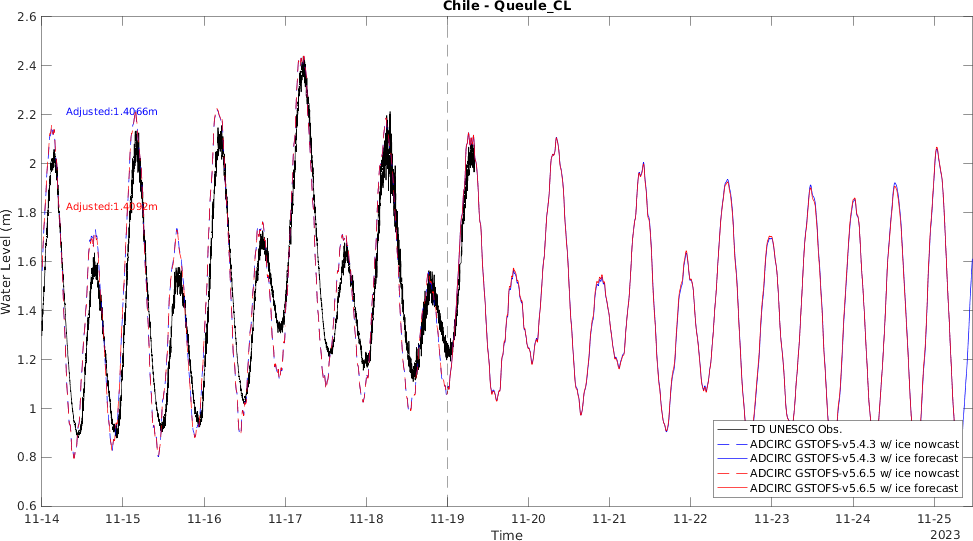 Chile - Queule_CL
2.6
2.4
2.2
2
1.8
1.6
1.4
1.2
1
0.8
0.6
Water Level (m)
Adjusted:1.4066m
Adjusted:1.4092m
TD UNESCO Obs.
ADCIRC GSTOFS-v5.4.3 w/ ice nowcast
ADCIRC GSTOFS-v5.4.3 w/ ice forecast
ADCIRC GSTOFS-v5.6.5 w/ ice nowcast
ADCIRC GSTOFS-v5.6.5 w/ ice forecast
11-14 11-15 11-16 11-17 11-18 11-19 11-20 11-21 11-22 11-23 11-24 11-25
2023
Time